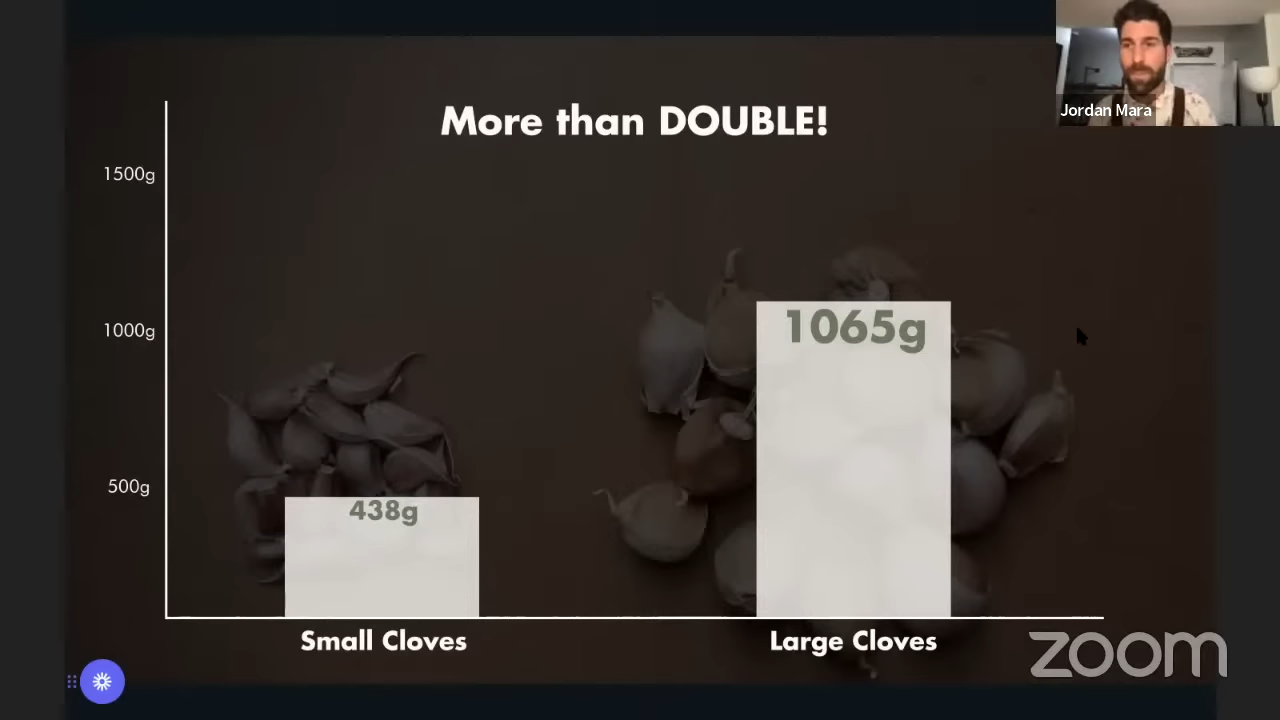 Jordan Mara
More than DOUBLE!
1500g
1000g
500g
1065g
438g
Small Cloves
Large Cloves
zoom